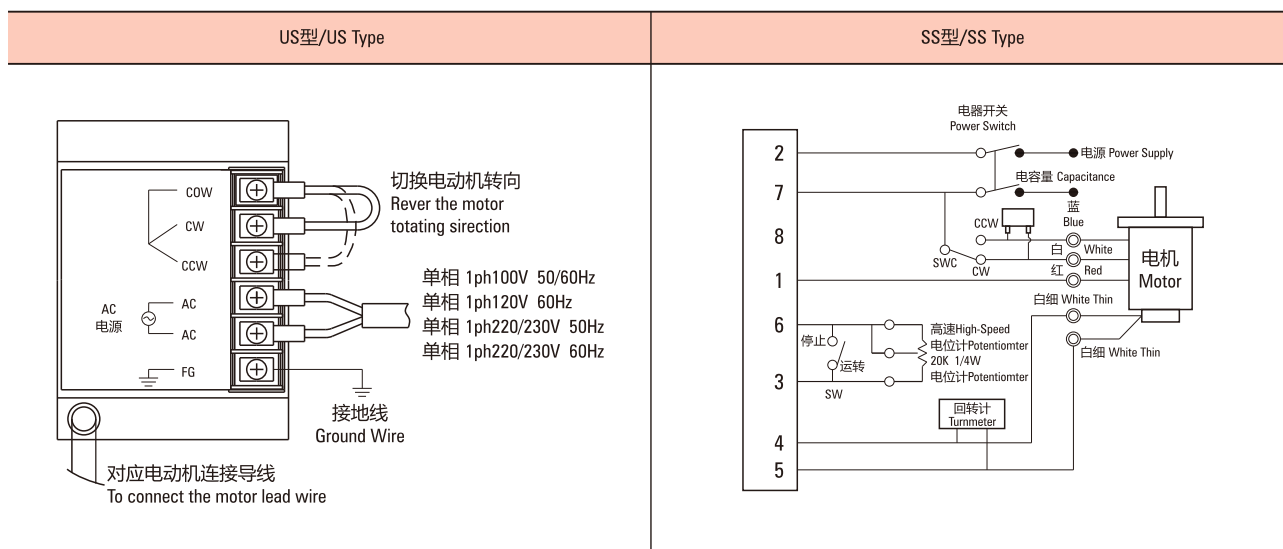 US型/US Type
SS型/SS Type
COW
CW
CCW
AC
电源
AC
AC
FG
切换电动机转向
Rever the motor
totating sirection
单相 1ph100V 50/60Hz
单相 1ph120V 60Hz
单相 1ph220/230V 50Hz
单相 1ph220/230V 60Hz
接地线
Ground Wire
对应电动机连接导线
To connect the motor lead wire
电器开关
Power Switch
2
电源 Power Supply
电容量 Capacitance
7
蓝
Blue
CCW
8
白 White
SWC
CW
红 Red
1
电机
Motor
白细 White Thin
6
高速High-Speed
电位计Potentiomter
20K 1/4W
电位计Potentiomter
停止
运转
白细 White Thin
3
SW
回转计
Turnmeter
4
5